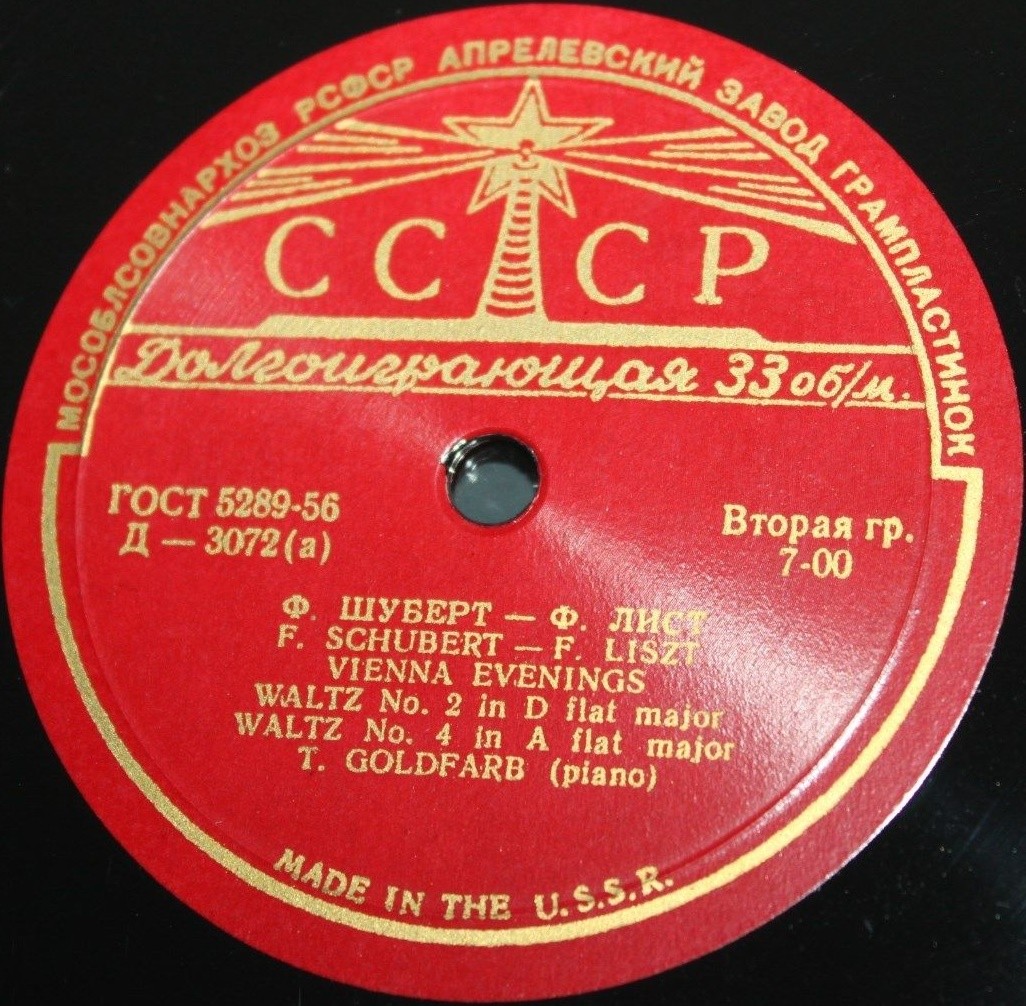 МОСОБЛСОВНАРХОЗ РСФСР АПРЕЛЕВСКИЙ ЗАВОД ГРАМПЛАСТИНОК
СССР
Долгоиграющая 33 об/м.
ГОСТ 5289-56
Д — 3072 (а)
Вторая гр.
7-00
Ф. ШУБЕРТ — Ф. ЛИСТ
F. SCHUBERT — F. LISZT
VIENNA EVENINGS
WALTZ No. 2 in D flat major
WALTZ No. 4 in A flat major
T. GOLDFARB (piano)
MADE IN THE U.S.S.R.